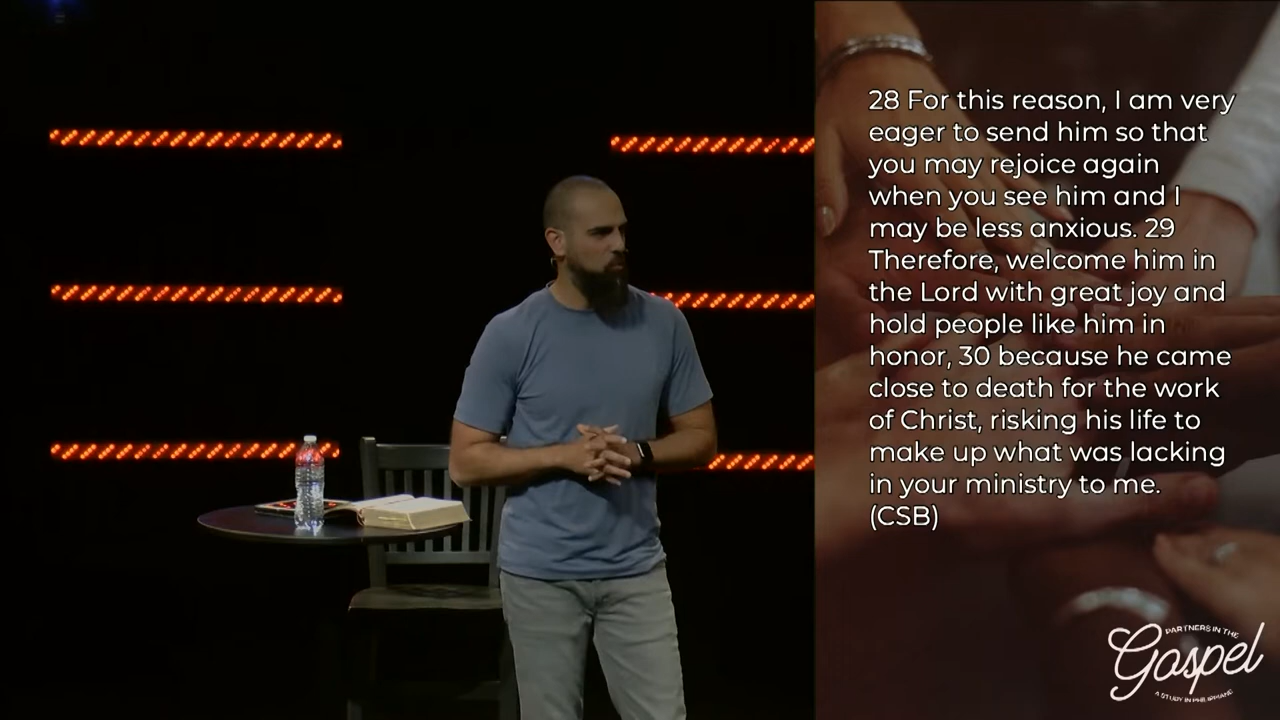 28 For this reason, I am very
eager to send him so that
you may rejoice again
when you see him and I
may be less anxious. 29
Therefore, welcome him in
the Lord with great joy and
hold people like him in
honor, 30 because he came
close to death for the work
of Christ, risking his life to
make up what was lacking
in your ministry to me.
(CSB)
PARTNERS IN THE
Gospel
A STUDY IN PHILIPPIANS